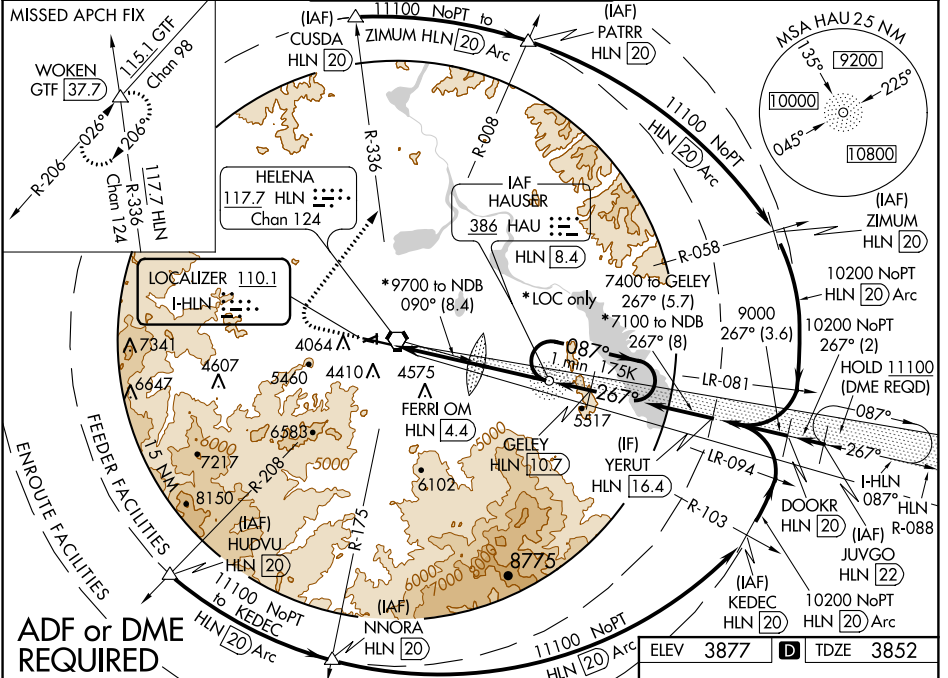 MISSED APCH FIX
115.1 GTF
Chan 98
WOKEN
GTF 37.7
026°
206°
R-206
117.7 HLN
R-336
Chan 124
(IAF)
CUSDA
HLN 20
11100 NoPT to
ZIMUM HLN 20 Arc
(IAF)
PATRR
HLN 20
MSA HAU 25 NM
135°
9200
225°
10000
045°
10800
11100 NoPT
HLN 20 Arc
R-336
R-008
HELENA
117.7 HLN
Chan 124
IAF
HAUSER
386 HAU
HLN 8.4
(IAF)
ZIMUM
HLN 20
R-058
LOCALIZER 110.1
I-HLN
*9700 to NDB
090° (8.4)
*LOC only
7400 to GELEY
267° (5.7)
*7100 to NDB
267° (8)
9000
267° (3.6)
10200 NoPT
HLN 20 Arc
10200 NoPT
267° (2)
HOLD 11100
(DME REQD)
087°
267°
7341
4607
4064
6647
5460
4410
4575
087°
1 min
175K
267°
LR-081
FERRI OM
HLN 4.4
5517
GELEY
HLN 10.7
(IF)
YERUT
HLN 16.4
LR-094
I-HLN
087°
HLN
R-088
DOOKR
HLN 20
(IAF)
JUVGO
HLN 22
6000
6583
5000
7217
R-208
5000
6102
8150
15 NM
FEEDER FACILITIES
ENROUTE FACILITIES
R-175
R-103
(IAF)
HUDVU
HLN 20
6000
7000
8000
8775
(IAF)
KEDEC
HLN 20
10200 NoPT
HLN 20 Arc
11100 NoPT
to KEDEC
HLN 20 Arc
(IAF)
NNORA
HLN 20
11100 NoPT
HLN 20 Arc
ADF or DME
REQUIRED
ELEV 3877 D TDZE 3852